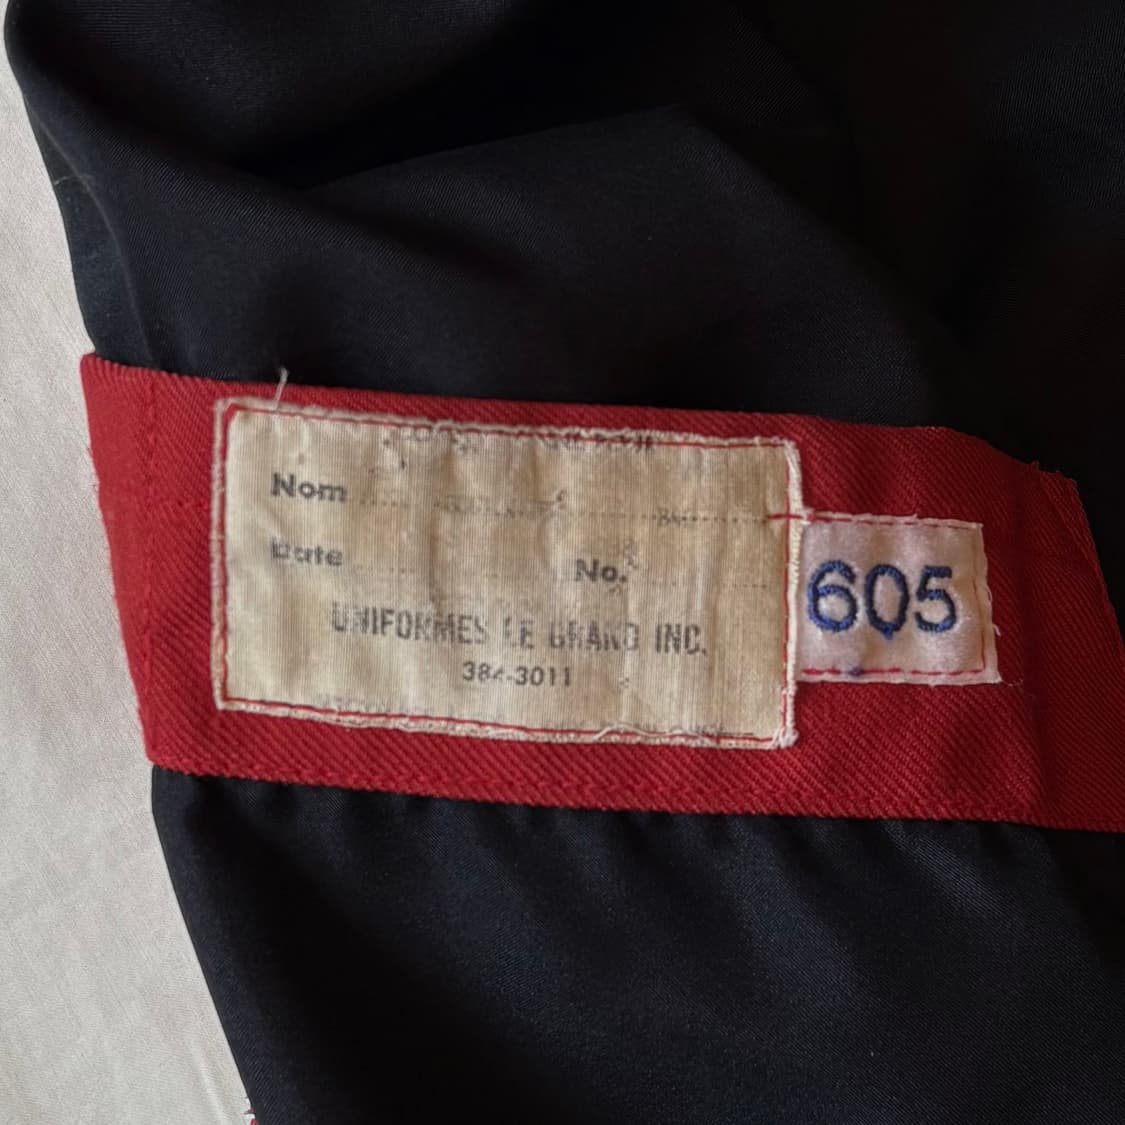 Nom
Date No.
UNIFORMES LE GRAND INC.
384-3011
605